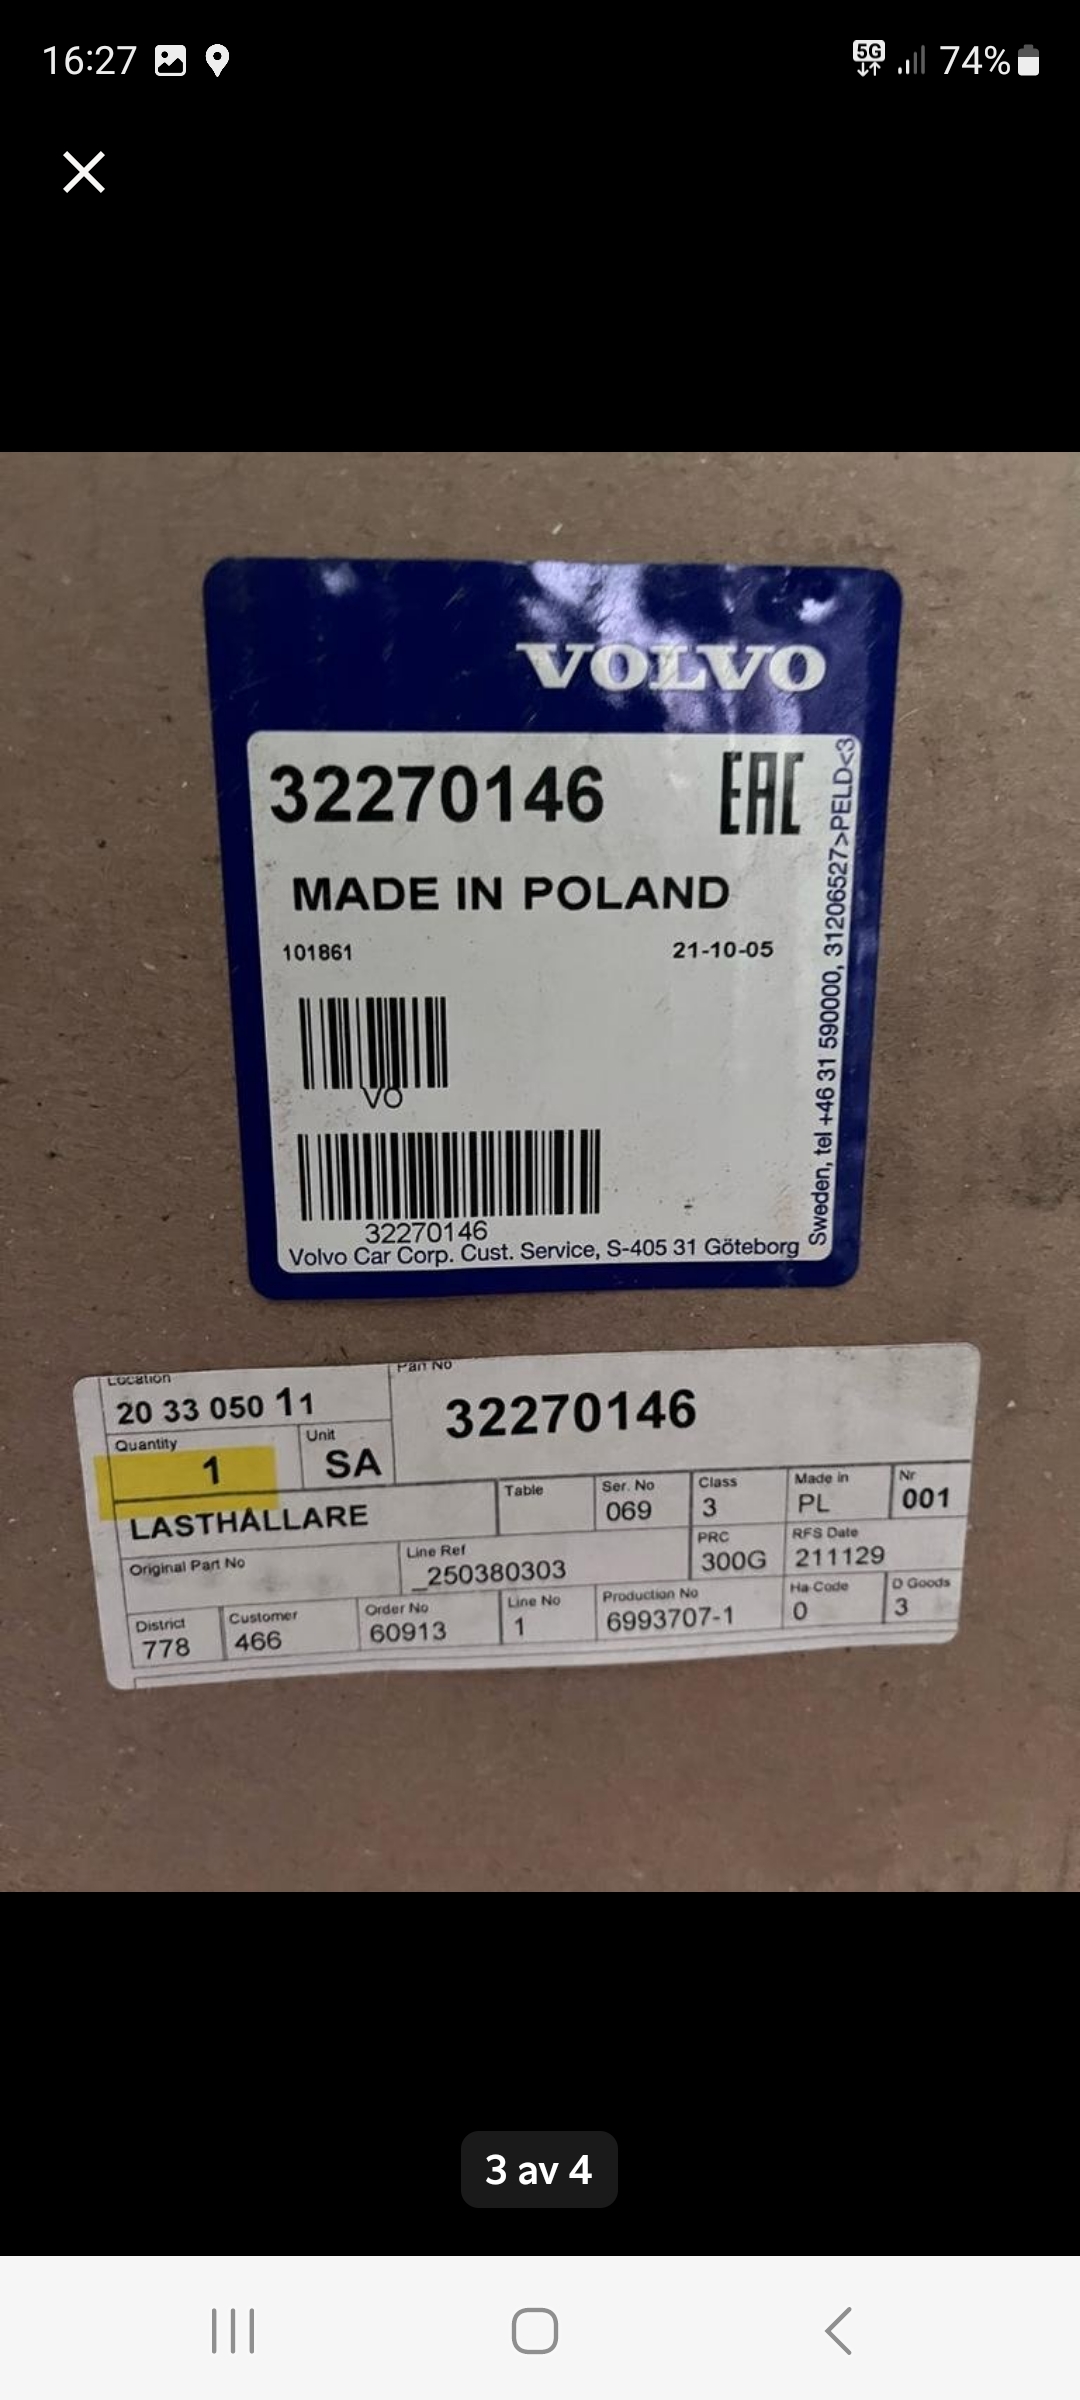 16:27
5G
74%
VOLVO
32270146
EAC
MADE IN POLAND
101861
21-10-05
VO
32270146
Volvo Car Corp. Cust. Service, S-405 31 Göteborg
Sweden, tel +46 31 590000, 31206527>PELD<3
Location
20 33 050 11
Part No
32270146
Quantity
1
Unit
SA
LASTHÅLLARE
Table
Ser. No
069
Class
3
Made in
PL
Nr
001
Original Part No
Line Ref
_250380303
PRC
300G
RFS Date
211129
District
778
Customer
466
Order No
60913
Line No
1
Production No
6993707-1
Ha Code
0
D Goods
3
3 av 4